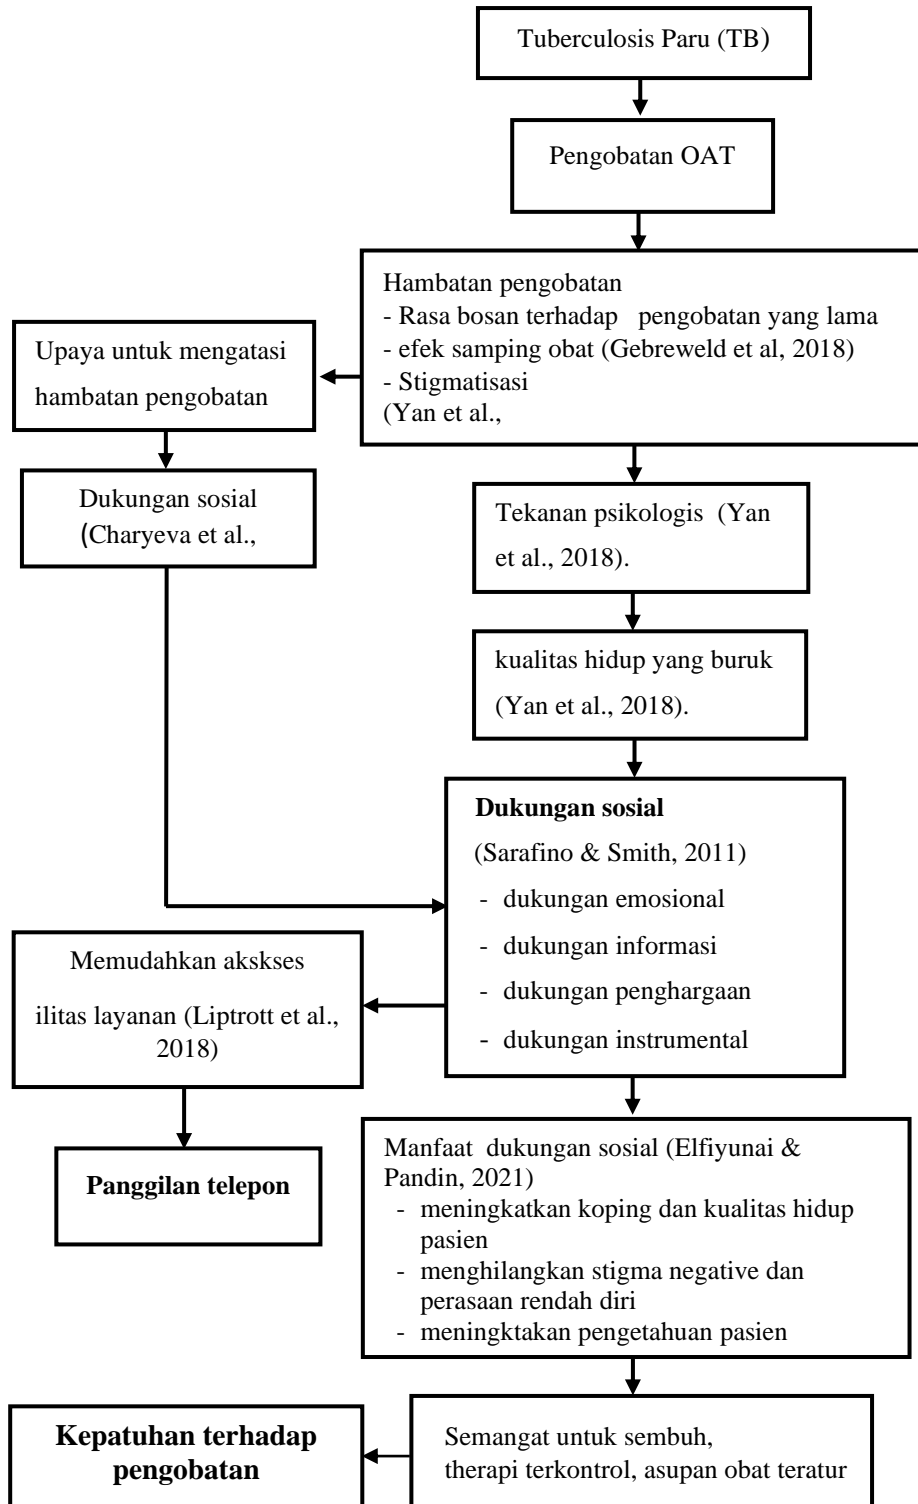 Tuberculosis Paru (TB)
Pengobatan OAT
Hambatan pengobatan
- Rasa bosan terhadap pengobatan yang lama
- efek samping obat (Gebreweld et al, 2018)
- Stigmatisasi
(Yan et al.,
Upaya untuk mengatasi
hambatan pengobatan
Dukungan sosial
(Charyeva et al.,
Tekanan psikologis (Yan
et al., 2018).
kualitas hidup yang buruk
(Yan et al., 2018).
Dukungan sosial
(Sarafino & Smith, 2011)
- dukungan emosional
- dukungan informasi
- dukungan penghargaan
- dukungan instrumental
Memudahkan akskses
ilitas layanan (Liptrott et al.,
2018)
Panggilan telepon
Manfaat dukungan sosial (Elfiyunai &
Pandin, 2021)
- meningkatkan koping dan kualitas hidup
pasien
- menghilangkan stigma negative dan
perasaan rendah diri
- meningktakan pengetahuan pasien
Semangat untuk sembuh,
therapi terkontrol, asupan obat teratur
Kepatuhan terhadap
pengobatan